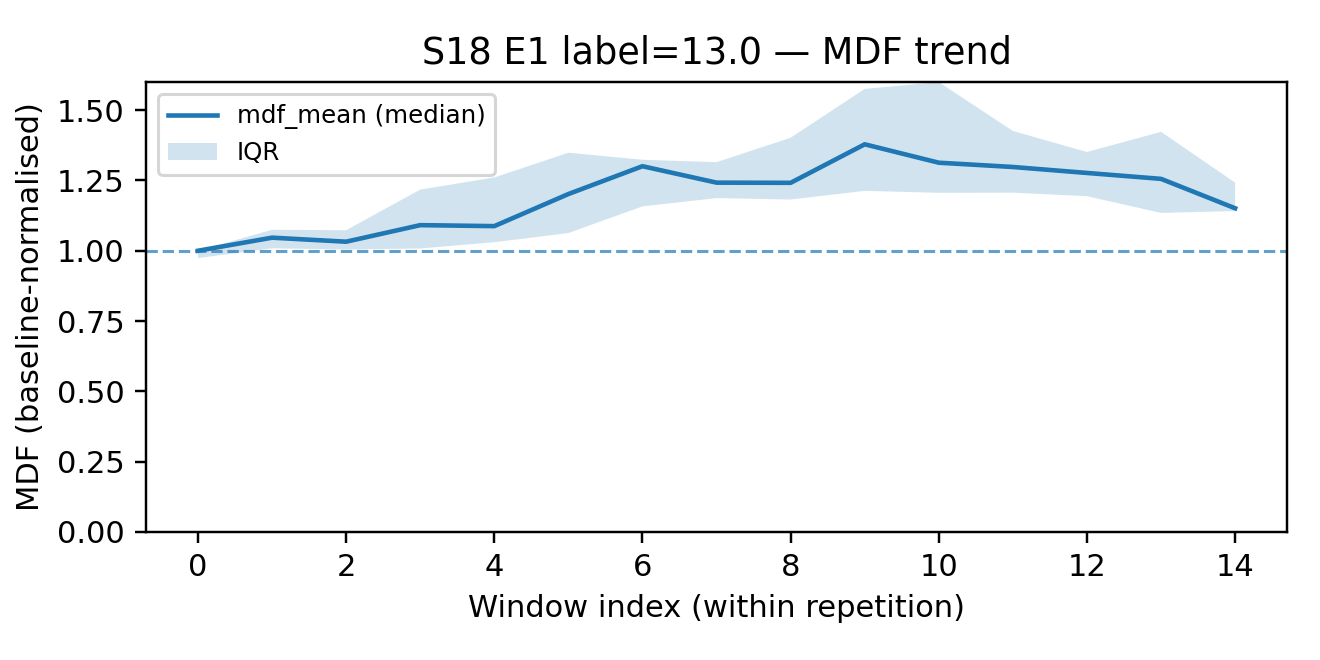 S18 E1 label=13.0 — MDF trend
mdf_mean (median)
IQR
MDF (baseline-normalised)
1.50
1.25
1.00
0.75
0.50
0.25
0.00
0 2 4 6 8 10 12 14
Window index (within repetition)